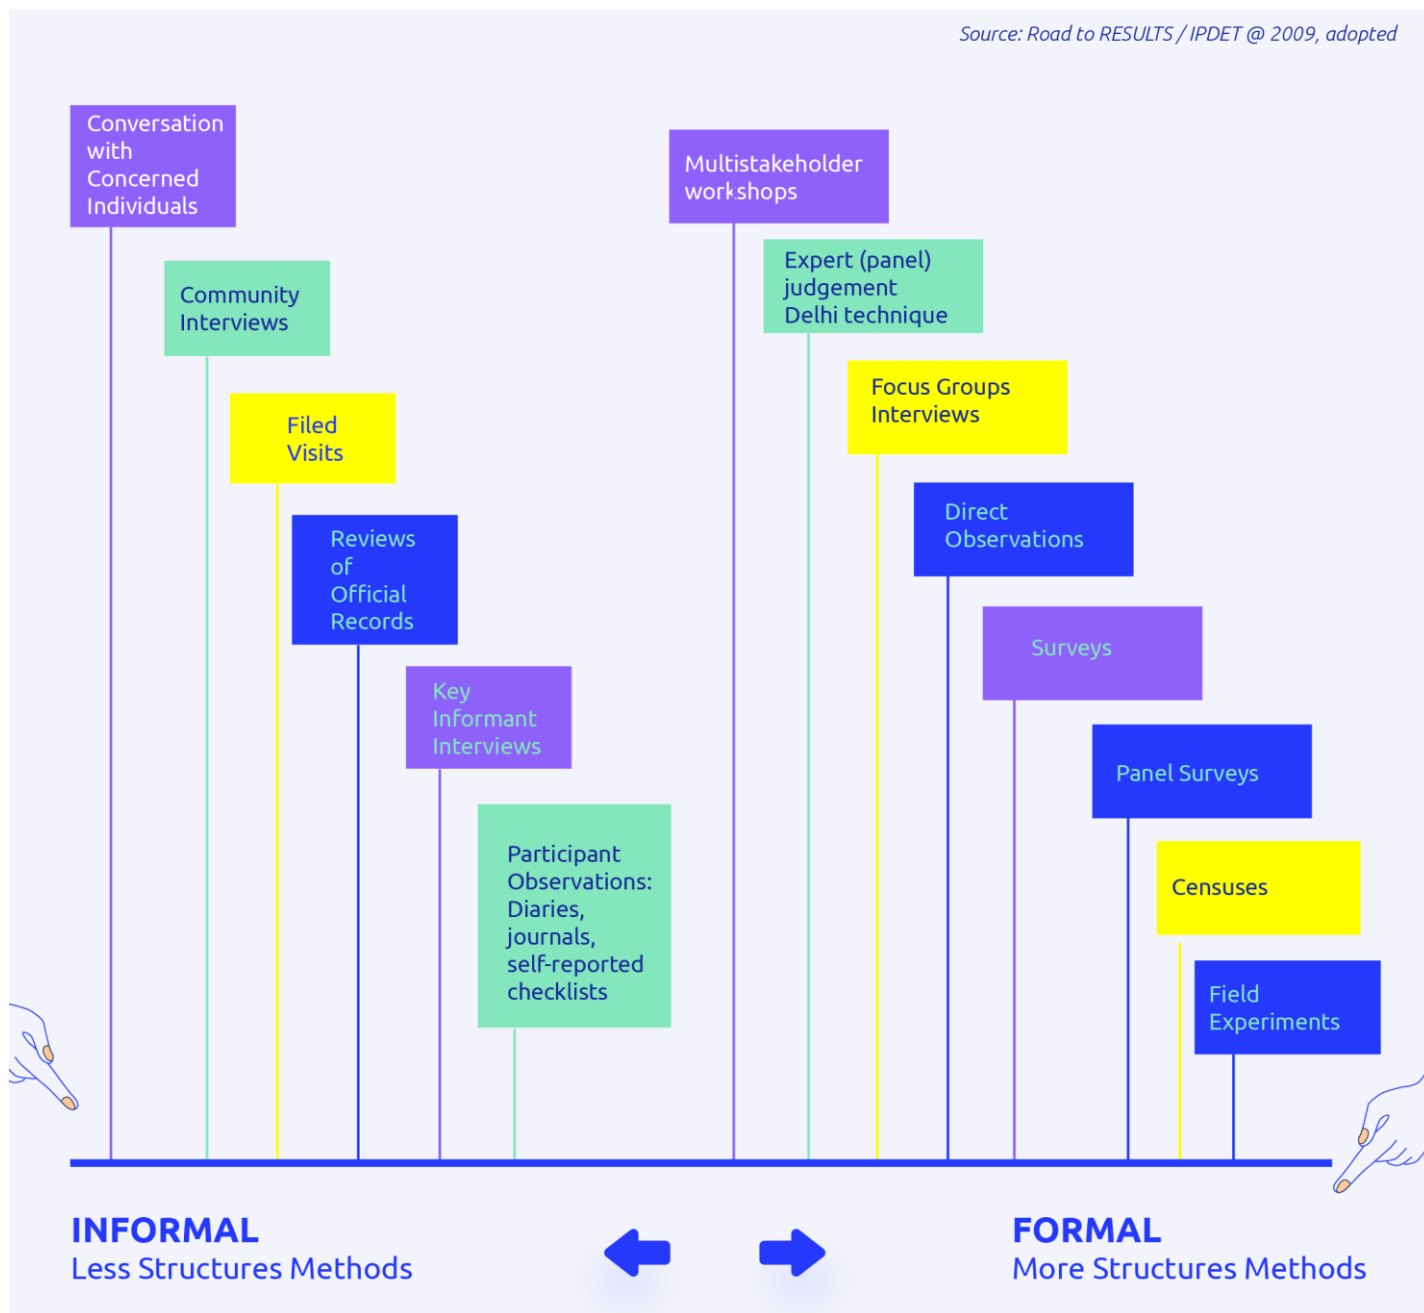 Source: Road to RESULTS / IPDET @ 2009, adopted
Conversation
with
Concerned
Individuals
Community
Interviews
Filed
Visits
Reviews
of
Official
Records
Key
Informant
Interviews
Participant
Observations:
Diaries,
journals,
self-reported
checklists
Multistakeholder
workshops
Expert (panel)
judgement
Delhi technique
Focus Groups
Interviews
Direct
Observations
Surveys
Panel Surveys
Censuses
Field
Experiments
INFORMAL
Less Structures Methods
FORMAL
More Structures Methods